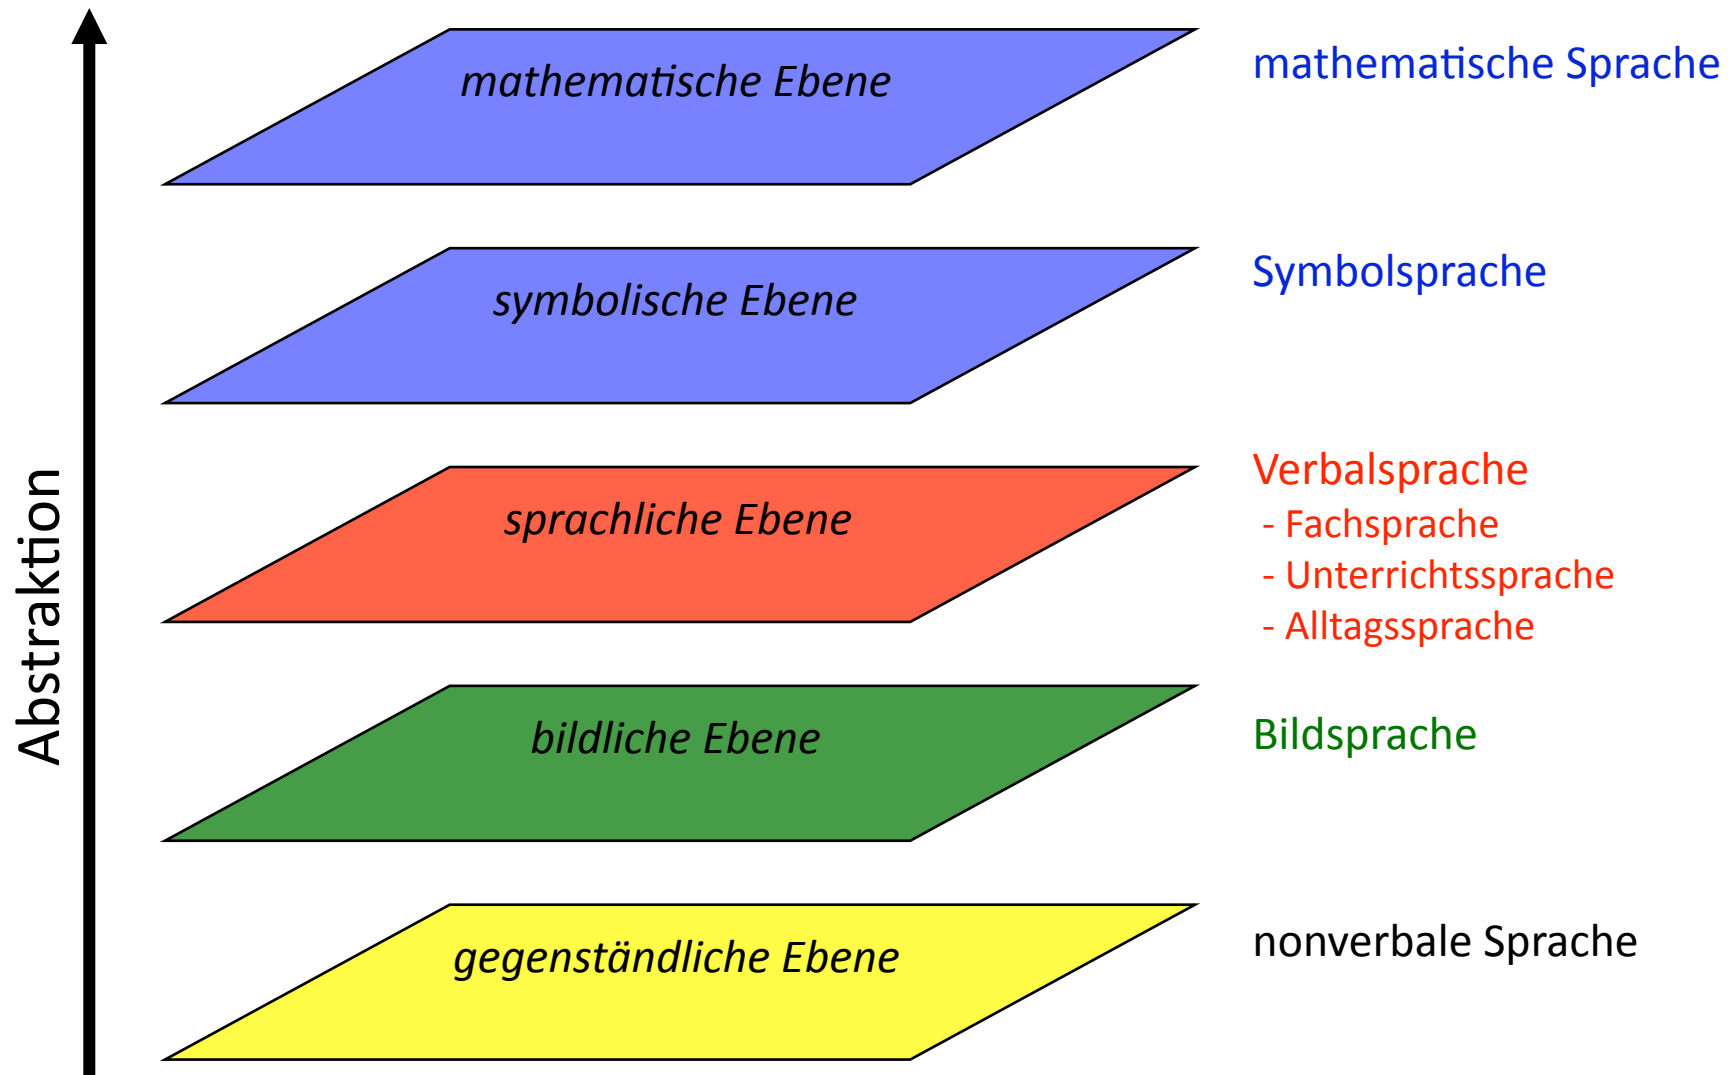 mathematische Ebene
mathematische Sprache
symbolische Ebene
Symbolsprache
sprachliche Ebene
Verbalsprache
- Fachsprache
- Unterrichtssprache
- Alltagssprache
bildliche Ebene
Bildsprache
gegenständliche Ebene
nonverbale Sprache
Abstraktion